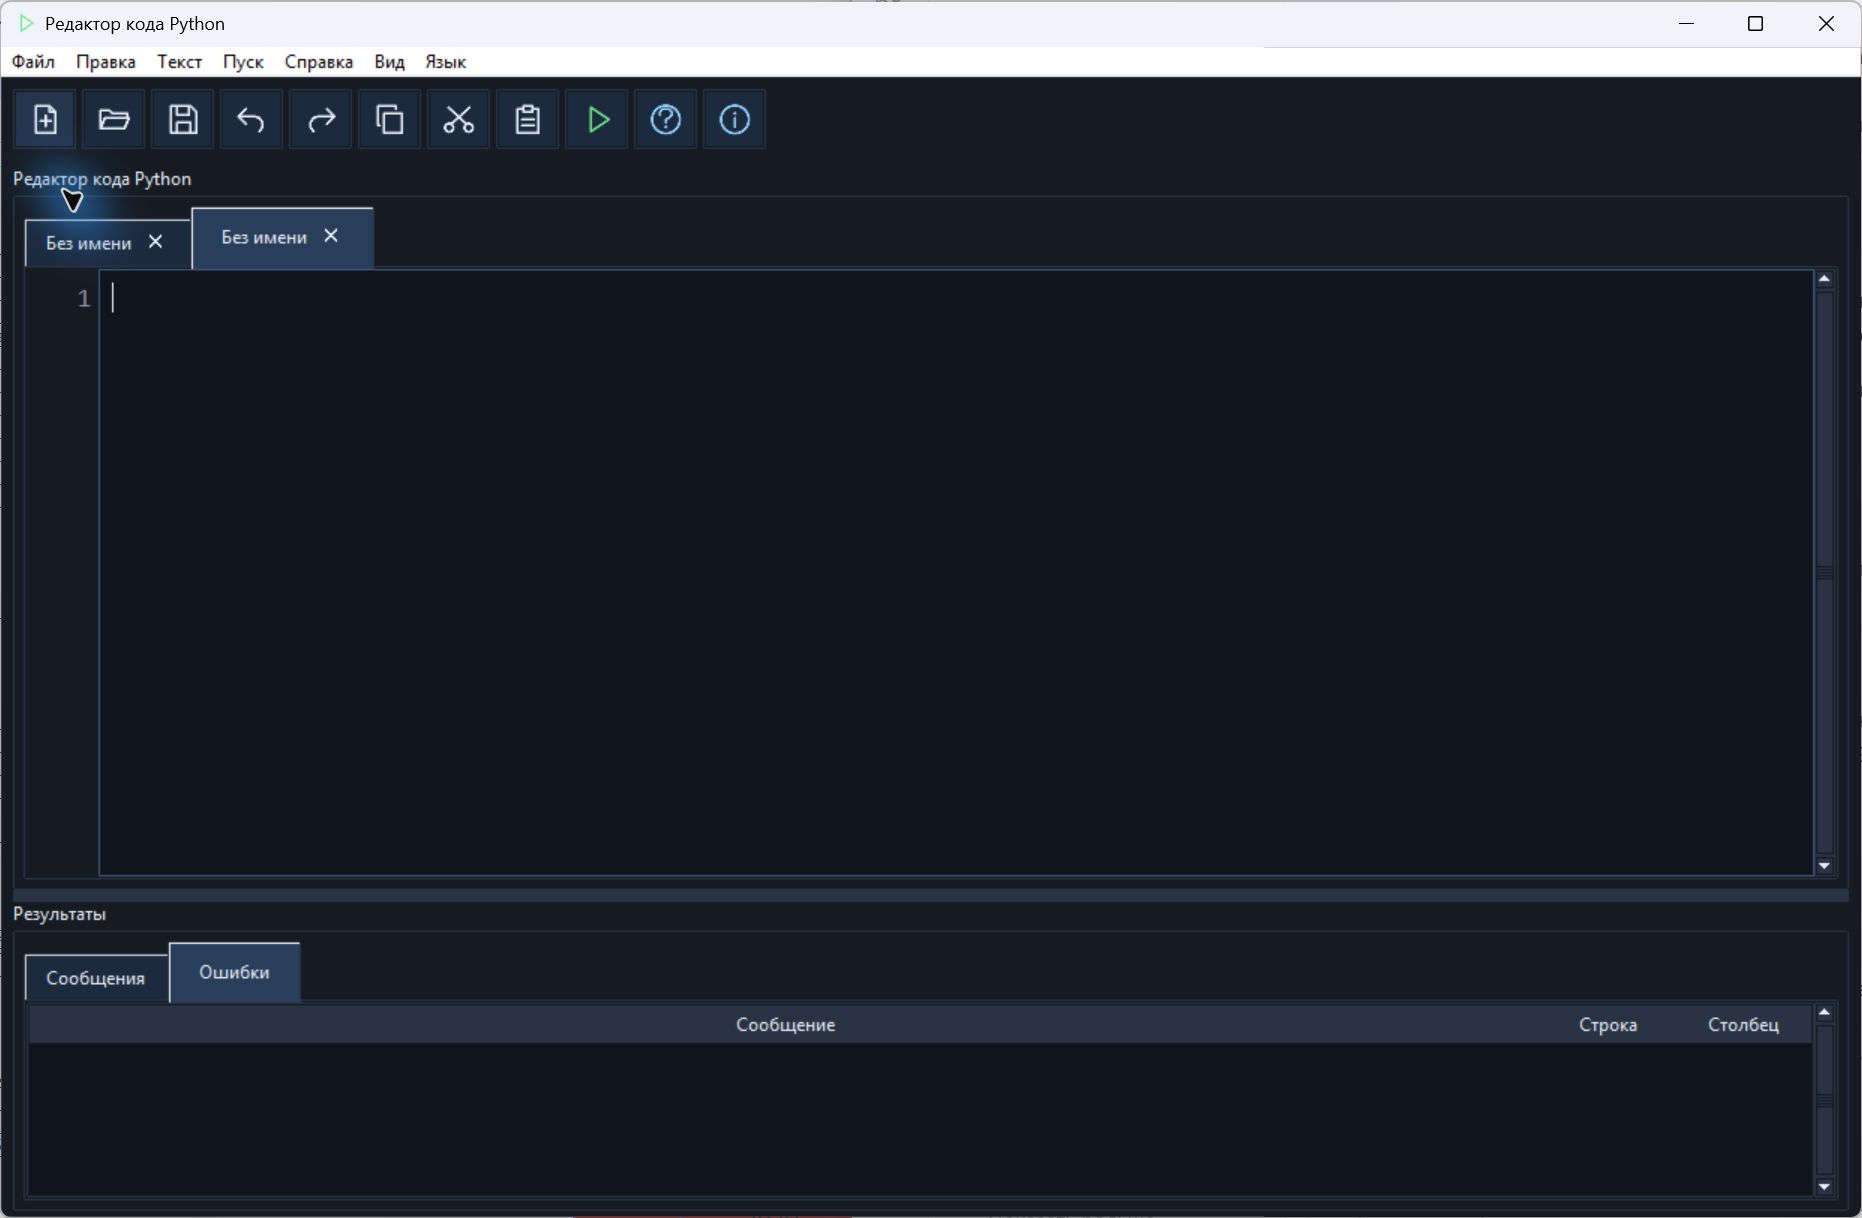 Редактор кода Python
Файл Правка Текст Пуск Справка Вид Язык
Редактор кода Python
Без имени Без имени
1
Результаты
Сообщения Ошибки
Сообщение Строка Столбец